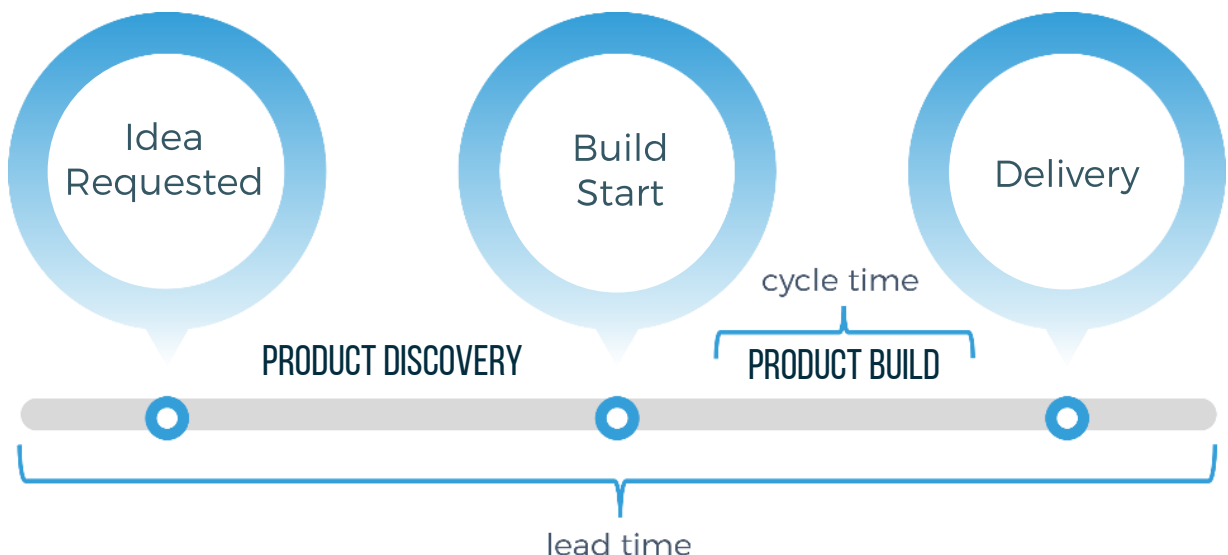 Idea
Requested
Build
Start
Delivery
cycle time
PRODUCT DISCOVERY
PRODUCT BUILD
lead time